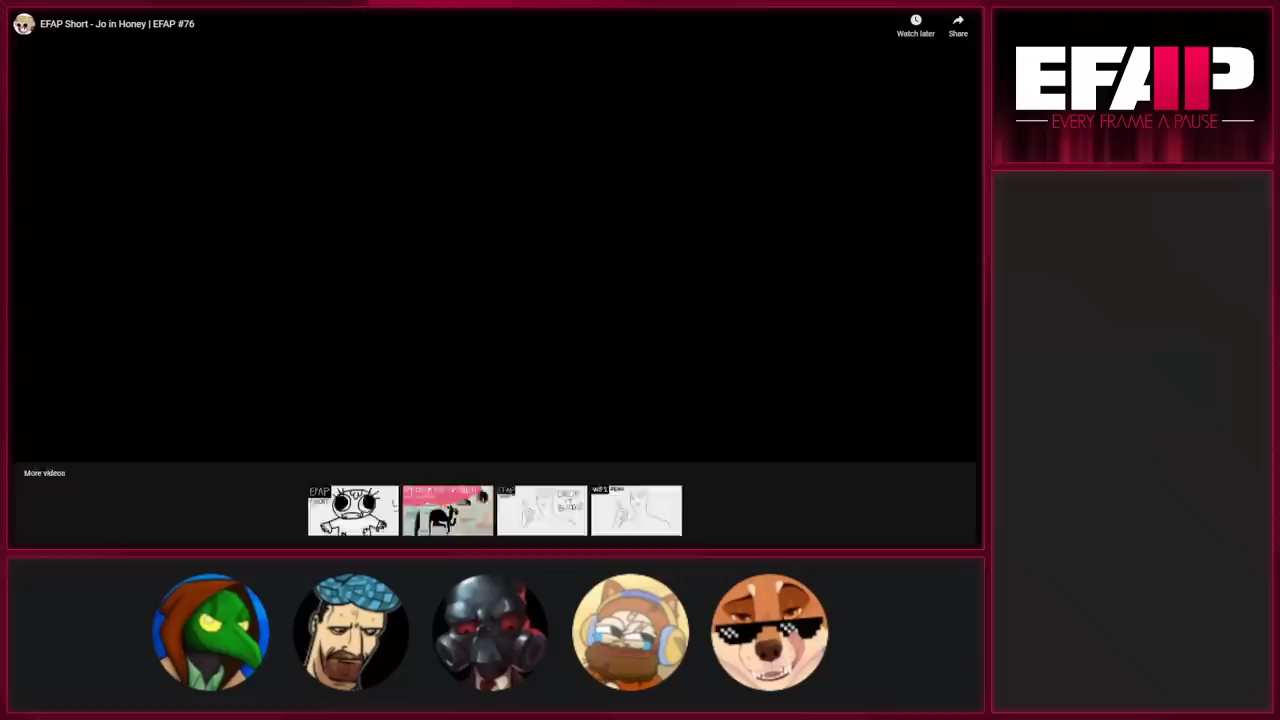 EFAP Short - Jo in Honey | EFAP #76
Watch later
Share
EFAP
EVERY FRAME A PAUSE
More videos
EFAP